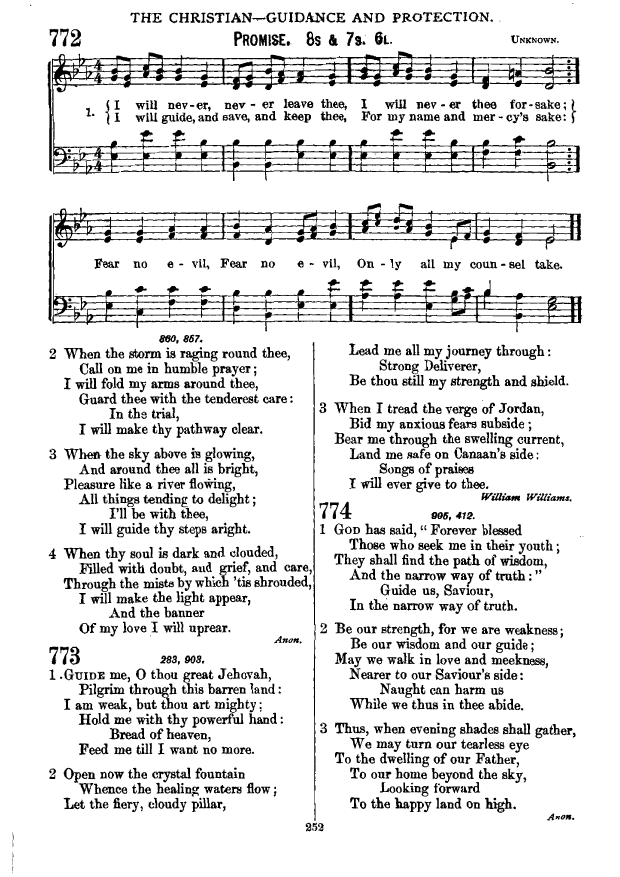 THE CHRISTIAN—GUIDANCE AND PROTECTION.
772 PROMISE. 8s & 7s. 6L. UNKNOWN.
1. { I will nev-er, nev - er leave thee, I will nev - er thee for-sake; }
{ I will guide, and save, and keep thee, For my name and mer-cy's sake: }
Fear no e - vil, Fear no e - vil, On - ly all my coun - sel take.
860, 857.
2 When the storm is raging round thee,
Call on me in humble prayer;
I will fold my arms around thee,
Guard thee with the tenderest care:
In the trial,
I will make thy pathway clear.
3 When the sky above is glowing,
And around thee all is bright,
Pleasure like a river flowing,
All things tending to delight;
I'll be with thee,
I will guide thy steps aright.
4 When thy soul is dark and clouded,
Filled with doubt, and grief, and care,
Through the mists by which 'tis shrouded,
I will make the light appear,
And the banner
Of my love I will uprear.
Anon.
773 283, 903.
1 . GUIDE me, O thou great Jehovah,
Pilgrim through this barren land:
I am weak, but thou art mighty;
Hold me with thy powerful hand:
Bread of heaven,
Feed me till I want no more.
2 Open now the crystal fountain
Whence the healing waters flow;
Let the fiery, cloudy pillar,
Lead me all my journey through:
Strong Deliverer,
Be thou still my strength and shield.
3 When I tread the verge of Jordan,
Bid my anxious fears subside;
Bear me through the swelling current,
Land me safe on Canaan's side:
Songs of praises
I will ever give to thee.
William Williams.
774 905, 412.
1 GOD has said, " Forever blessed
Those who seek me in their youth;
They shall find the path of wisdom,
And the narrow way of truth:"
Guide us, Saviour,
In the narrow way of truth.
2 Be our strength, for we are weakness;
Be our wisdom and our guide;
May we walk in love and meekness,
Nearer to our Saviour's side:
Naught can harm us
While we thus in thee abide.
3 Thus, when evening shades shall gather,
We may turn our tearless eye
To the dwelling of our Father,
To our home beyond the sky,
Looking forward
To the happy land on high.
Anon.
252